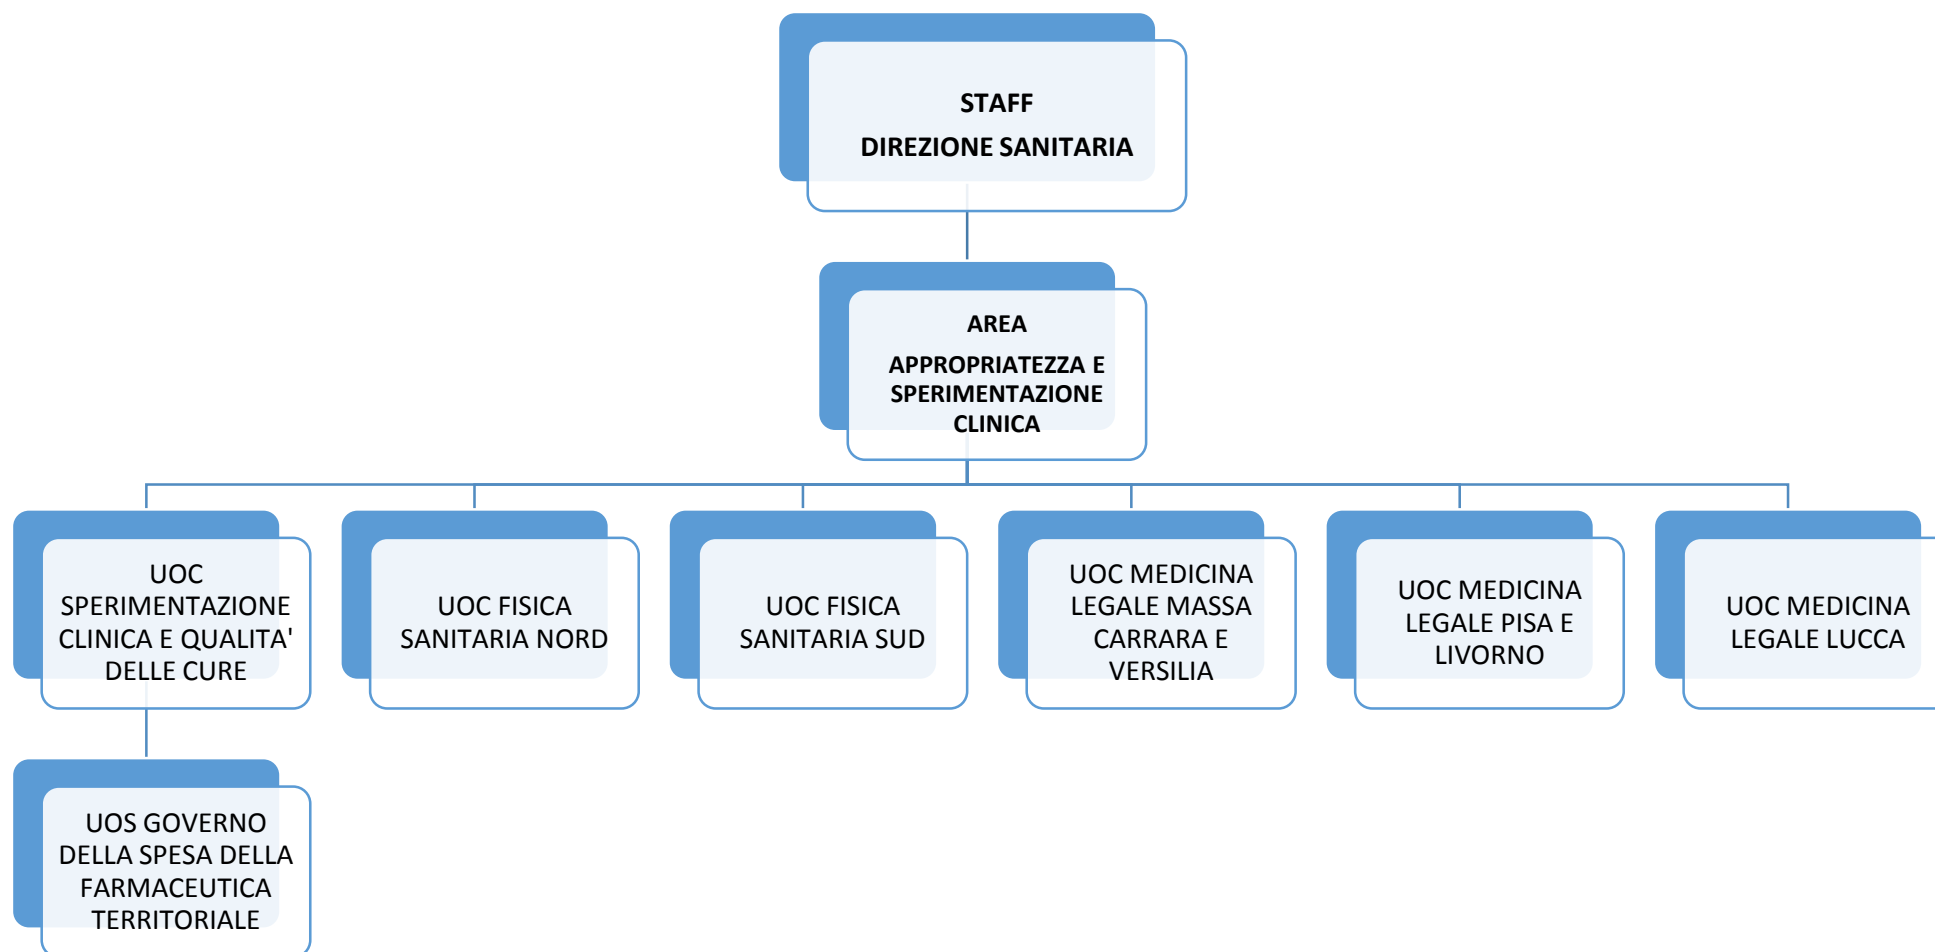 STAFF
DIREZIONE SANITARIA
AREA
APPROPRIATEZZA E
SPERIMENTAZIONE
CLINICA
UOC
SPERIMENTAZIONE
CLINICA E QUALITA'
DELLE CURE
UOC FISICA
SANITARIA NORD
UOC FISICA
SANITARIA SUD
UOC MEDICINA
LEGALE MASSA
CARRARA E
VERSILIA
UOC MEDICINA
LEGALE PISA E
LIVORNO
UOC MEDICINA
LEGALE LUCCA
UOS GOVERNO
DELLA SPESA DELLA
FARMACEUTICA
TERRITORIALE